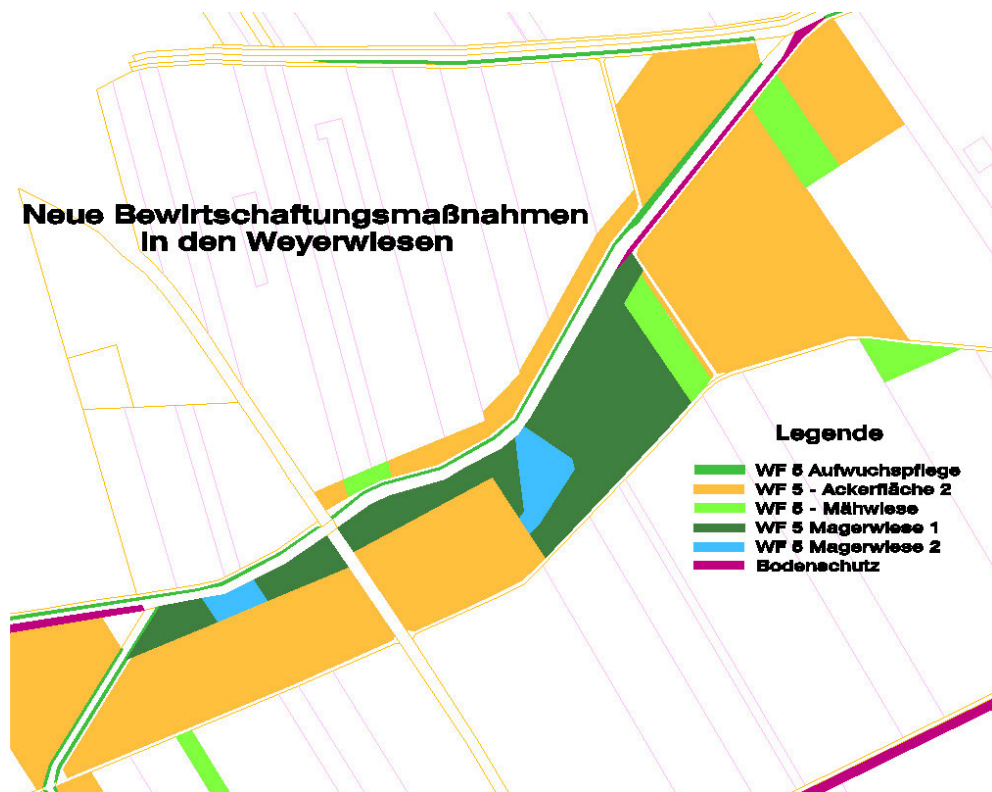 Neue Bewirtschaftungsmaßnahmen
in den Weyerwiesen
Legende
WF 5 Aufwuchspflege
WF 5 - Ackerfläche 2
WF 5 - Mähwiese
WF 5 Magerwiese 1
WF 5 Magerwiese 2
Bodenschutz